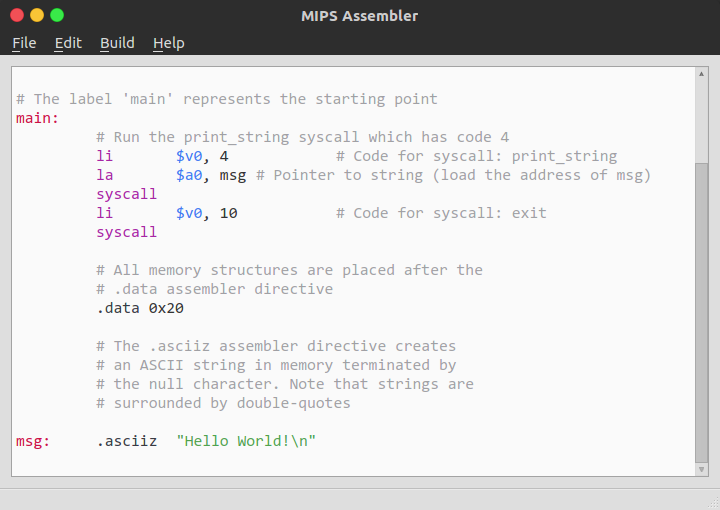 MIPS Assembler
File Edit Build Help
# The label 'main' represents the starting point
main:
# Run the print_string syscall which has code 4
li $v0, 4 # Code for syscall: print_string
la $a0, msg # Pointer to string (load the address of msg)
syscall
li $v0, 10 # Code for syscall: exit
syscall
# All memory structures are placed after the
# .data assembler directive
.data 0x20
# The .asciiz assembler directive creates
# an ASCII string in memory terminated by
# the null character. Note that strings are
# surrounded by double-quotes
msg: .asciiz "Hello World!\n"